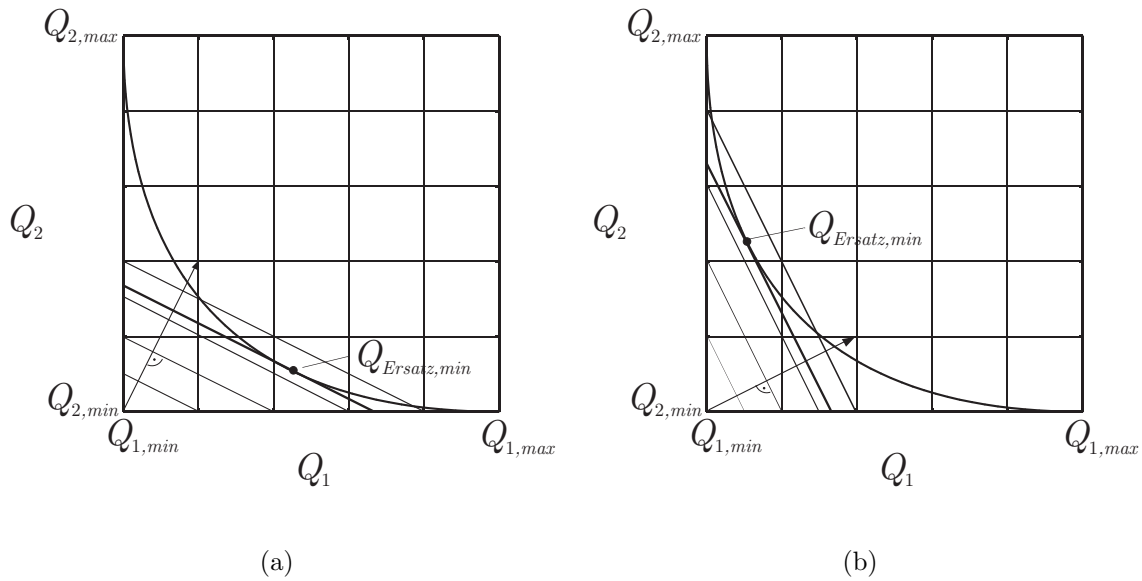 Q2,max
Q2
QErsatz,min
Q2,min
Q1,min
Q1,max
Q1
(a)
Q2,max
Q2
QErsatz,min
Q2,min
Q1,min
Q1,max
Q1
(b)